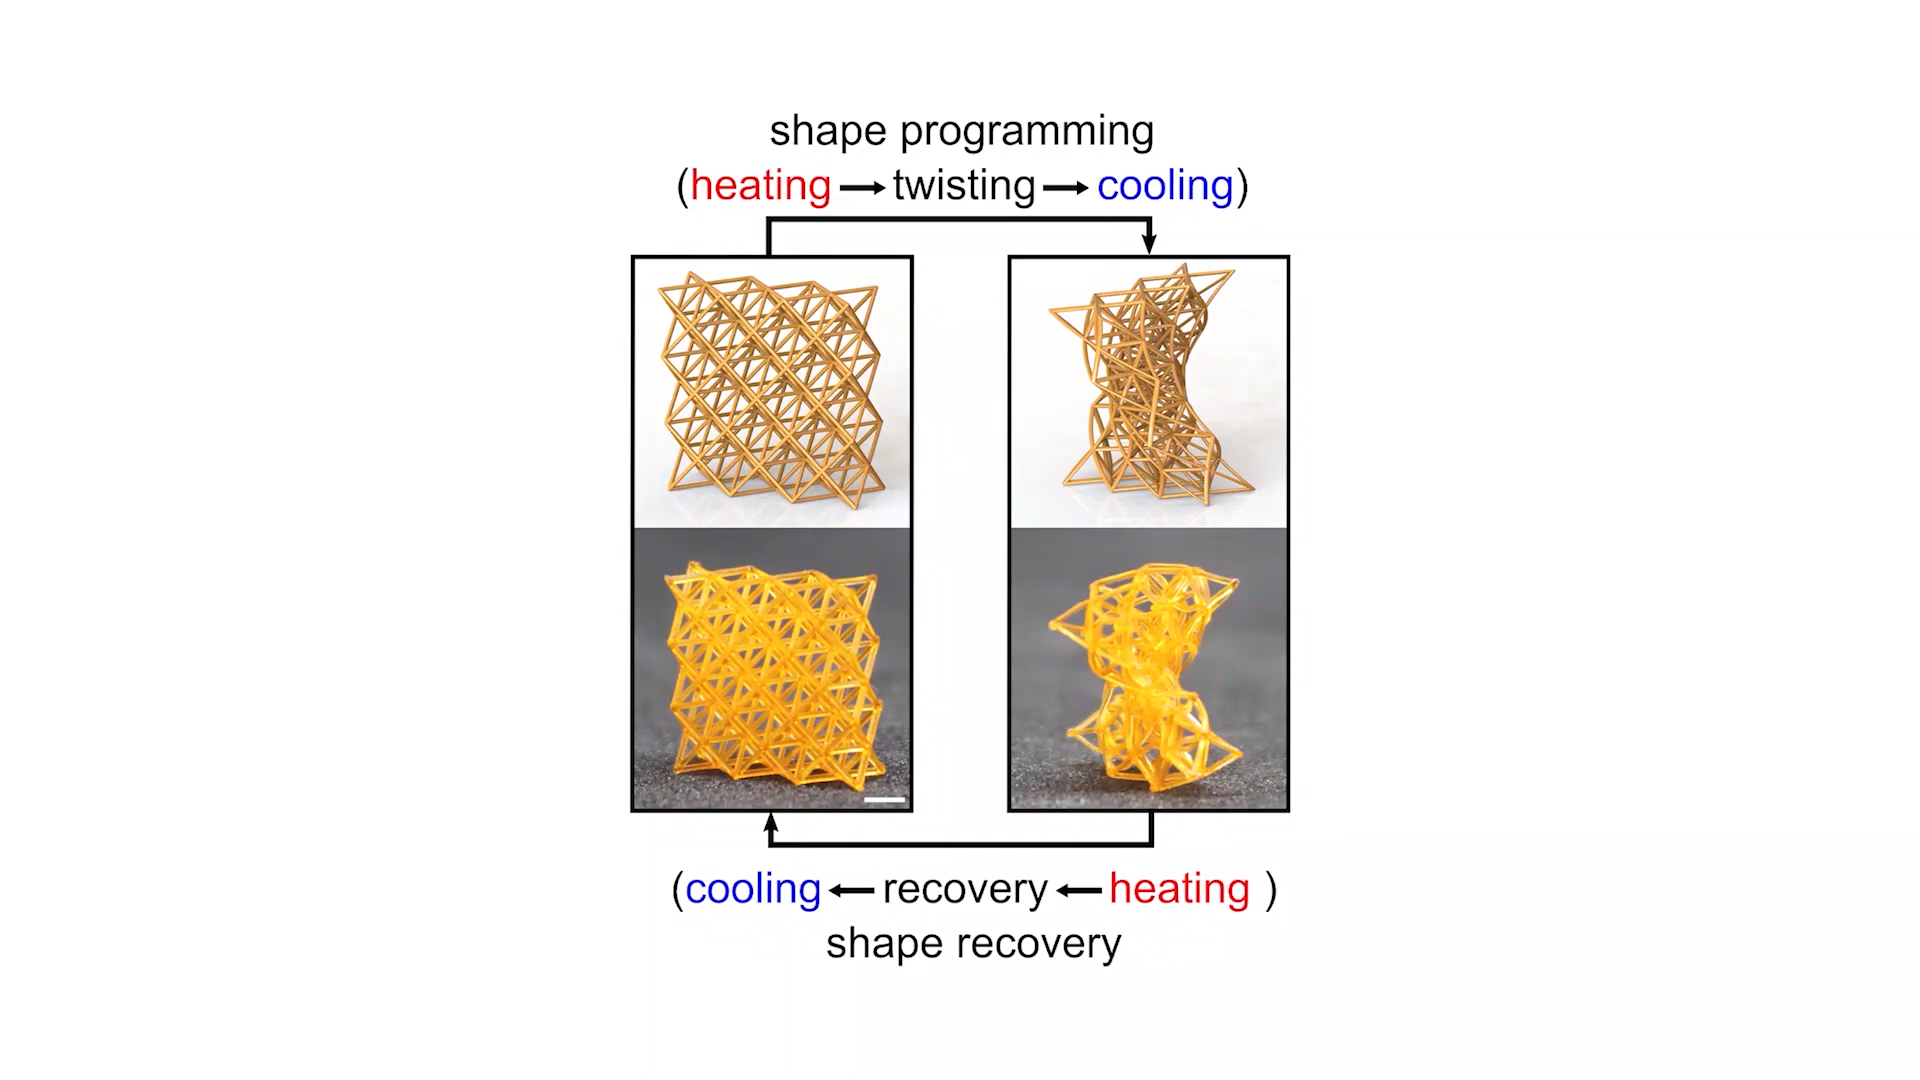 shape programming
(heating → twisting → cooling)
(cooling ← recovery ← heating )
shape recovery